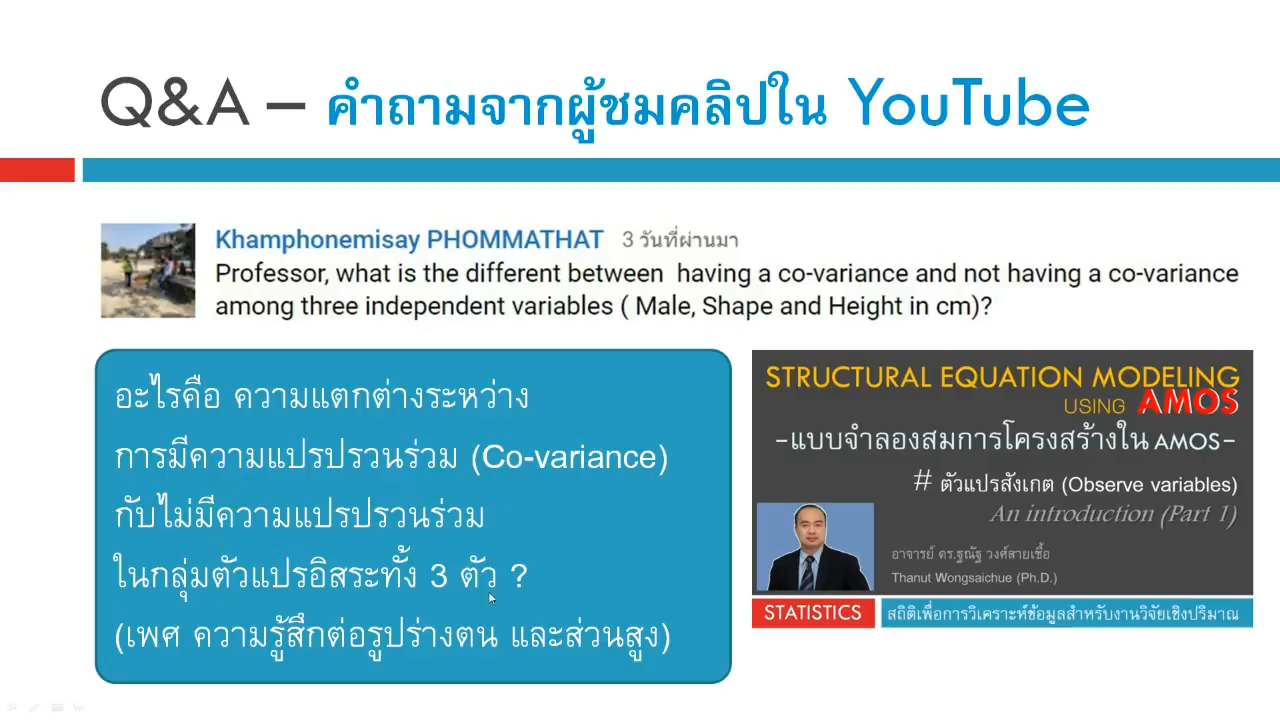 Q&A – คำถามจากผู้ชมคลิปใน YouTube
Khamphonemisay PHOMMATHAT 3 วันที่ผ่านมา
Professor, what is the different between having a co-variance and not having a co-variance
among three independent variables ( Male, Shape and Height in cm)?
อะไรคือ ความแตกต่างระหว่าง
การมีความแปรปรวนร่วม (Co-variance)
กับไม่มีความแปรปรวนร่วม
ในกลุ่มตัวแปรอิสระทั้ง 3 ตัว ?
(เพศ ความรู้สึกต่อรูปร่างตน และส่วนสูง)
STRUCTURAL EQUATION MODELING
USING AMOS
-แบบจำลองสมการโครงสร้างใน AMOS-
# ตัวแปรสังเกต (Observe variables)
An introduction (Part 1)
อาจารย์ ดร.ฐณัฐ วงศ์สายเชื้อ
Thanut Wongsaichue (Ph.D.)
STATISTICS สถิติเพื่อการวิเคราะห์ข้อมูลสำหรับงานวิจัยเชิงปริมาณ